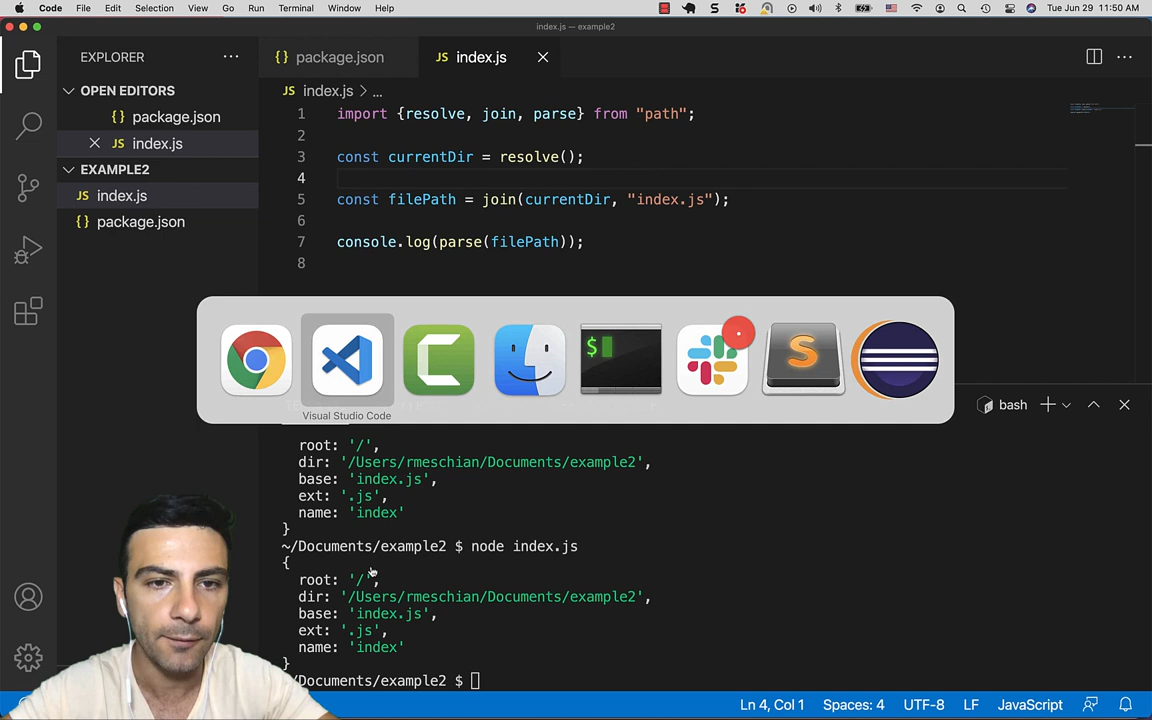 Code File Edit Selection View Go Run Terminal Window Help
Tue Jun 29 11:50 AM
index.js — example2
EXPLORER
OPEN EDITORS
{} package.json
JS index.js
EXAMPLE2
JS index.js
{} package.json
{} package.json
JS index.js
JS index.js > ...
1 import {resolve, join, parse} from "path";
2
3 const currentDir = resolve();
4
5 const filePath = join(currentDir, "index.js");
6
7 console.log(parse(filePath));
8
$
S
Visual Studio Code
bash
root: '/',
dir: '/Users/rmeschian/Documents/example2',
base: 'index.js',
ext: '.js',
name: 'index'
}
~/Documents/example2 $ node index.js
{
root: '/',
dir: '/Users/rmeschian/Documents/example2',
base: 'index.js',
ext: '.js',
name: 'index'
}
~/Documents/example2 $
Ln 4, Col 1 Spaces: 4 UTF-8 LF JavaScript